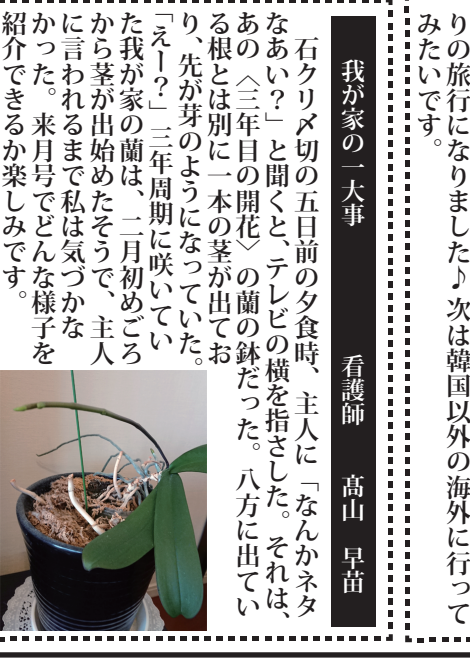 りの旅行になりました♪次は韓国以外の海外に行って
みたいです。
我が家の一大事　看護師　髙山　早苗
石クリ〆切の五日前の夕食時、主人に「なんかネタ
なあい？」と聞くと、テレビの横を指さした。それは、
あの〈三年目の開花〉の蘭の鉢だった。八方に出てい
る根とは別に一本の茎が出てお
り、先が芽のようになっていた。
「えー？」三年周期に咲いてい
た我が家の蘭は、二月初めごろ
から茎が出始めたそうで、主人
に言われるまで私は気づかな
かった。来月号でどんな様子を
紹介できるか楽しみです。